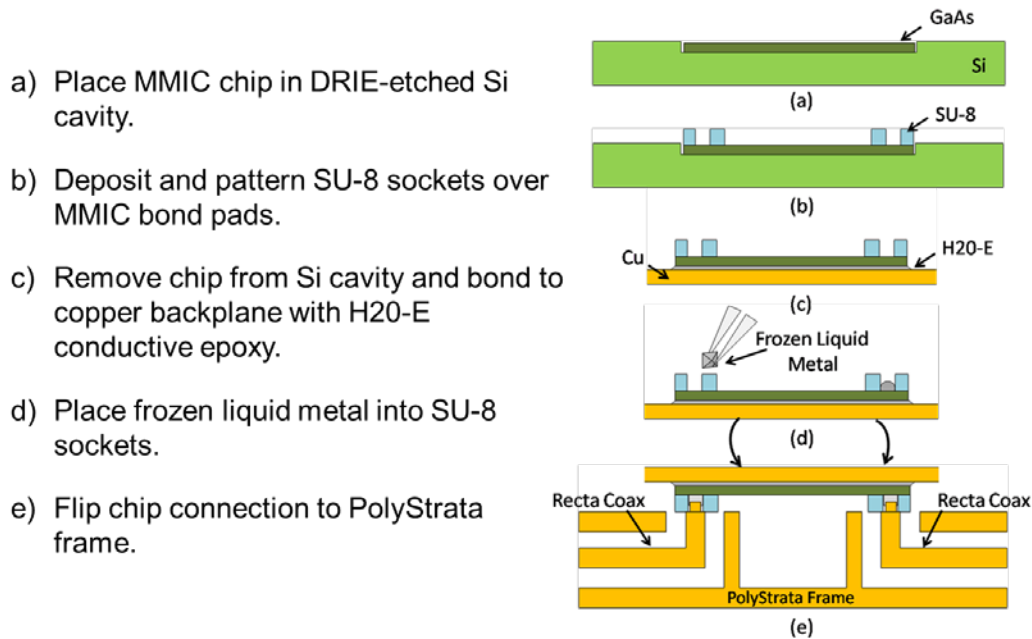 a) Place MMIC chip in DRIE-etched Si
cavity.
b) Deposit and pattern SU-8 sockets over
MMIC bond pads.
c) Remove chip from Si cavity and bond to
copper backplane with H20-E
conductive epoxy.
d) Place frozen liquid metal into SU-8
sockets.
e) Flip chip connection to PolyStrata
frame.
GaAs
Si
(a)
SU-8
(b)
Cu
H20-E
(c)
Frozen Liquid
Metal
(d)
Recta Coax
Recta Coax
PolyStrata Frame
(e)